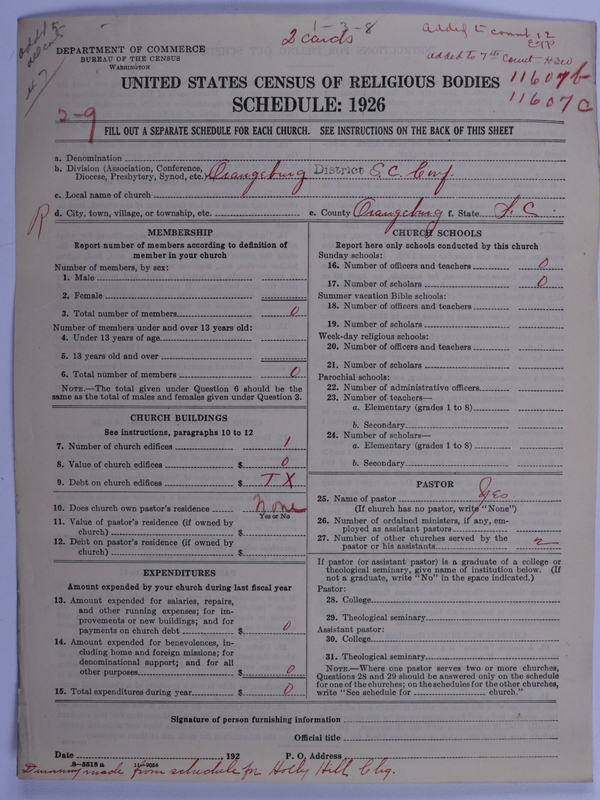 1-3-8
2 cards
Added to count 12
added to 7th Count
11607b
11607c
DEPARTMENT OF COMMERCE
BUREAU OF THE CENSUS
WASHINGTON
UNITED STATES CENSUS OF RELIGIOUS BODIES
SCHEDULE: 1926
2-9
FILL OUT A SEPARATE SCHEDULE FOR EACH CHURCH. SEE INSTRUCTIONS ON THE BACK OF THIS SHEET
a. Denomination
b. Division (Association, Conference, Diocese, Presbytery, Synod, etc.) Orangeburg District S.C. Conf.
c. Local name of church
R
d. City, town, village, or township, etc. e. County Orangeburg f. State S.C.
MEMBERSHIP
Report number of members according to definition of
member in your church
Number of members, by sex:
1. Male
2. Female
3. Total number of members 0
Number of members under and over 13 years old:
4. Under 13 years of age
5. 13 years old and over
6. Total number of members 0
NOTE.—The total given under Question 6 should be the
same as the total of males and females given under Question 3.
CHURCH BUILDINGS
See instructions, paragraphs 10 to 12
7. Number of church edifices 1
8. Value of church edifices $ 0
9. Debt on church edifices $ TX
10. Does church own pastor's residence none
Yes or No
11. Value of pastor's residence (if owned by
church) $
12. Debt on pastor's residence (if owned by
church) $
EXPENDITURES
Amount expended by your church during last fiscal year
13. Amount expended for salaries, repairs,
and other running expenses; for im-
provements or new buildings; and for
payments on church debt $ 0
14. Amount expended for benevolences, in-
cluding home and foreign missions; for
denominational support; and for all
other purposes $ 0
15. Total expenditures during year $ 0
CHURCH SCHOOLS
Report here only schools conducted by this church
Sunday schools:
16. Number of officers and teachers 0
17. Number of scholars 0
Summer vacation Bible schools:
18. Number of officers and teachers
19. Number of scholars
Week-day religious schools:
20. Number of officers and teachers
21. Number of scholars
Parochial schools:
22. Number of administrative officers
23. Number of teachers—
a. Elementary (grades 1 to 8)
b. Secondary
24. Number of scholars—
a. Elementary (grades 1 to 8)
b. Secondary
PASTOR
25. Name of pastor Yes
(If church has no pastor, write "None")
26. Number of ordained ministers, if any, em-
ployed as assistant pastors
27. Number of other churches served by the
pastor or his assistants 2
If pastor (or assistant pastor) is a graduate of a college or
theological seminary, give name of institution below. (If
not a graduate, write "No" in the space indicated.)
Pastor:
28. College
29. Theological seminary
Assistant pastor:
30. College
31. Theological seminary
NOTE.—Where one pastor serves two or more churches,
Questions 28 and 29 should be answered only on the schedule
for one of the churches; on the schedules for the other churches,
write "See schedule for church."
Signature of person furnishing information
Official title
Date 192 P. O. Address
8-5518a 11-9054
Dummy made from schedule for Holly Hill Chg.